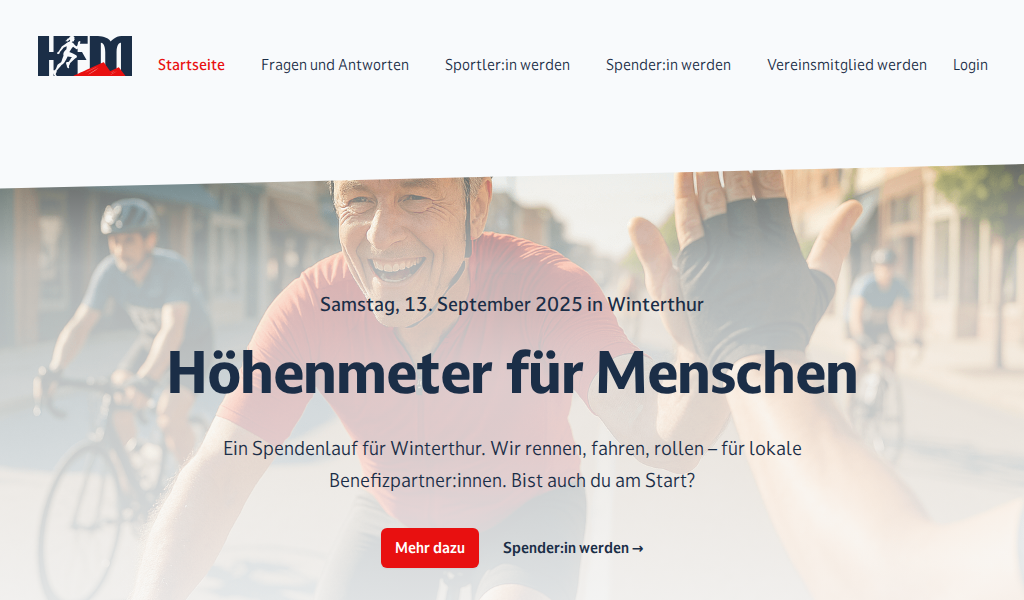 HFM
Startseite
Fragen und Antworten
Sportler:in werden
Spender:in werden
Vereinsmitglied werden
Login
Samstag, 13. September 2025 in Winterthur
Höhenmeter für Menschen
Ein Spendenlauf für Winterthur. Wir rennen, fahren, rollen – für lokale
Benefizpartner:innen. Bist auch du am Start?
Mehr dazu
Spender:in werden →